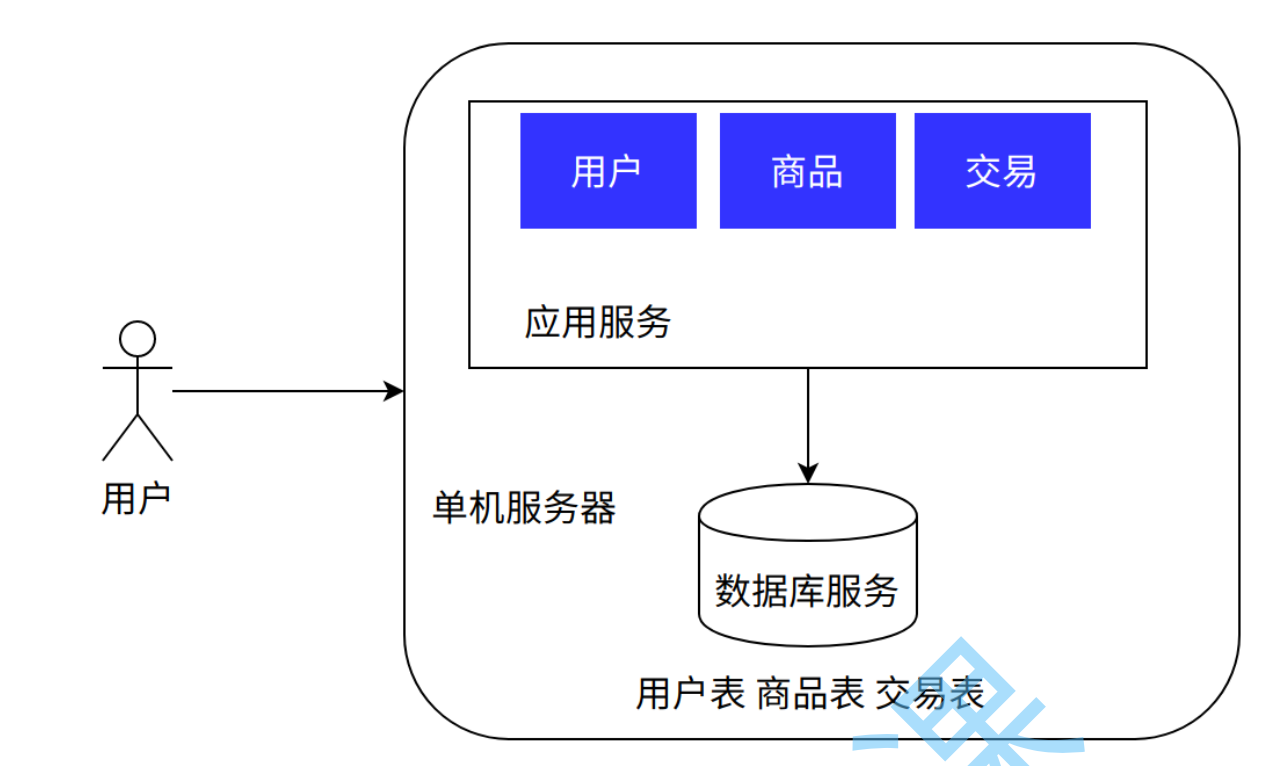 用户 商品 交易
应用服务
用户
单机服务器
数据库服务
用户表 商品表 交易表